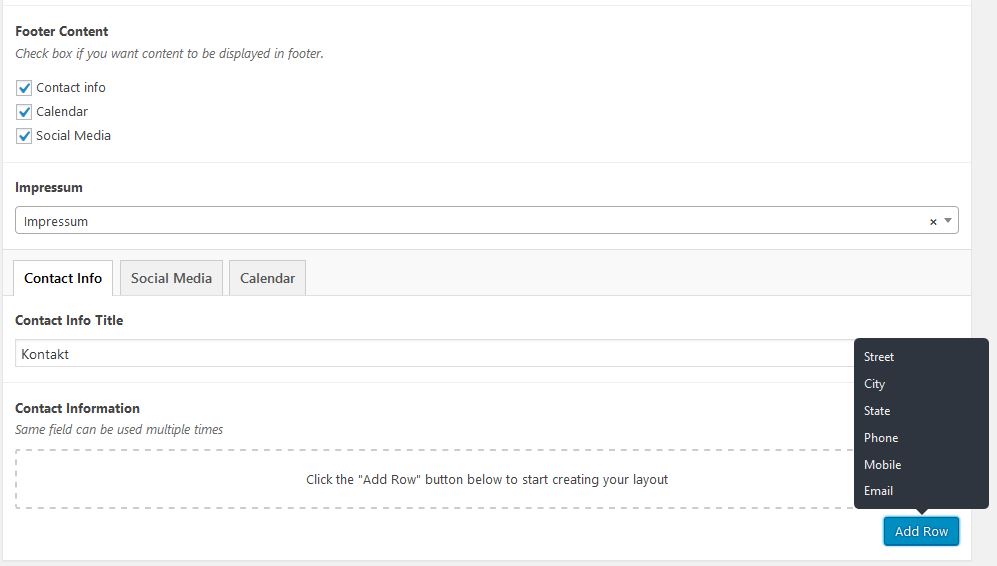 Footer Content
Check box if you want content to be displayed in footer.
Contact info
Calendar
Social Media
Impressum
Impressum × 
Contact Info Social Media Calendar
Contact Info Title
Kontakt
Street
City
State
Phone
Mobile
Email
Contact Information
Same field can be used multiple times
Click the "Add Row" button below to start creating your layout
Add Row